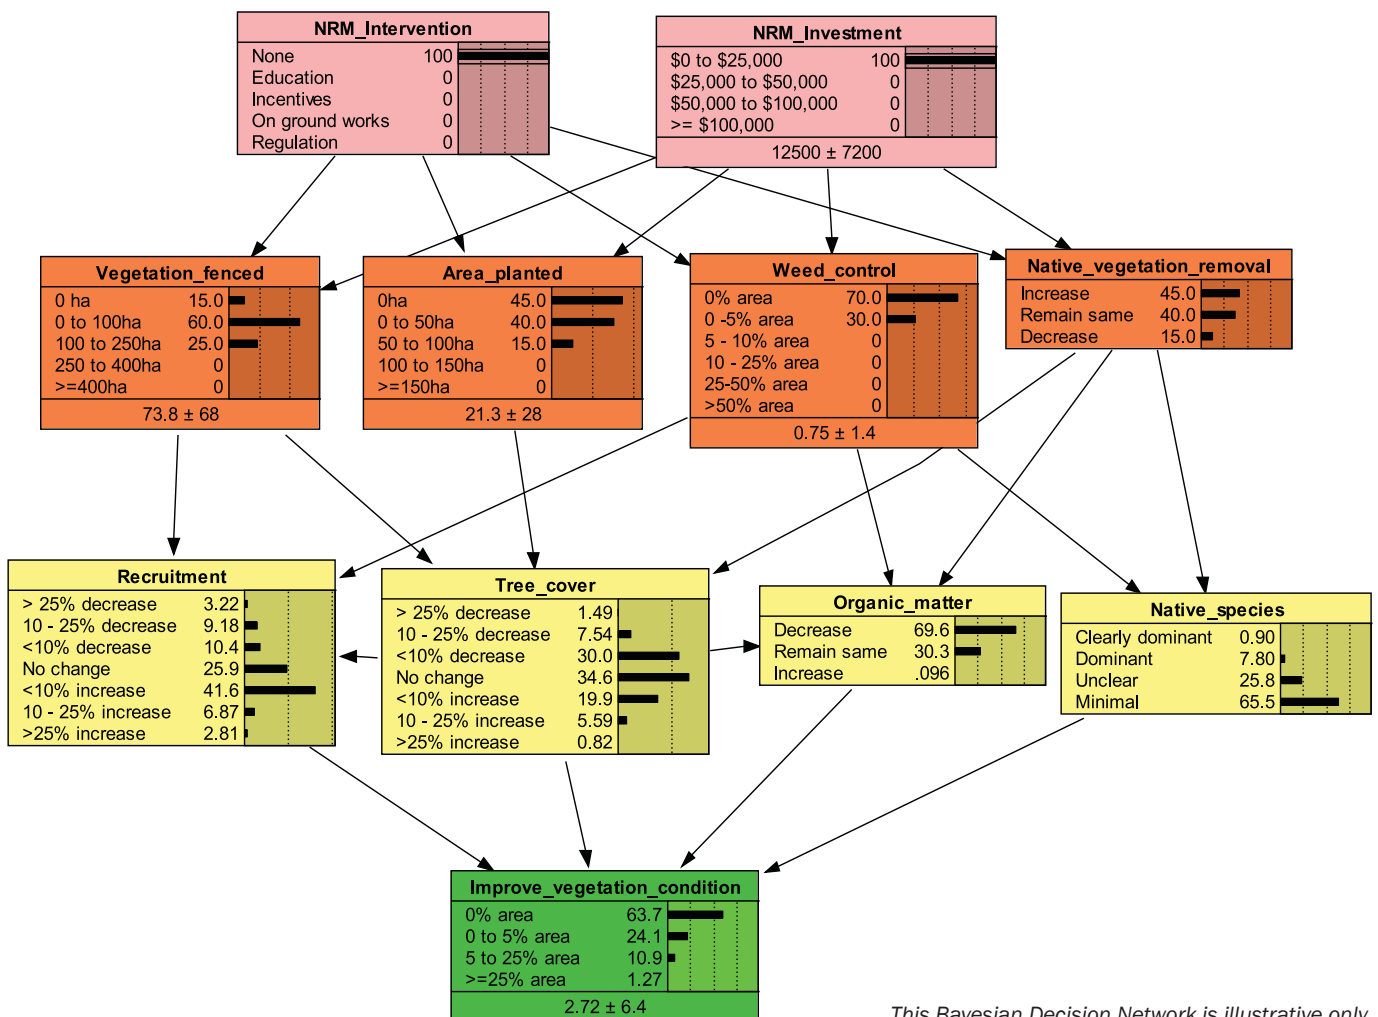 NRM_Intervention
None 100
Education 0
Incentives 0
On ground works 0
Regulation 0
NRM_Investment
$0 to $25,000 100
$25,000 to $50,000 0
$50,000 to $100,000 0
>= $100,000 0
12500 ± 7200
Vegetation_fenced
0 ha 15.0
0 to 100ha 60.0
100 to 250ha 25.0
250 to 400ha 0
>=400ha 0
73.8 ± 68
Area_planted
0ha 45.0
0 to 50ha 40.0
50 to 100ha 15.0
100 to 150ha 0
>=150ha 0
21.3 ± 28
Weed_control
0% area 70.0
0 -5% area 30.0
5 - 10% area 0
10 - 25% area 0
25-50% area 0
>50% area 0
0.75 ± 1.4
Native_vegetation_removal
Increase 45.0
Remain same 40.0
Decrease 15.0
Recruitment
> 25% decrease 3.22
10 - 25% decrease 9.18
<10% decrease 10.4
No change 25.9
<10% increase 41.6
10 - 25% increase 6.87
>25% increase 2.81
Tree_cover
> 25% decrease 1.49
10 - 25% decrease 7.54
<10% decrease 30.0
No change 34.6
<10% increase 19.9
10 - 25% increase 5.59
>25% increase 0.82
Organic_matter
Decrease 69.6
Remain same 30.3
Increase .096
Native_species
Clearly dominant 0.90
Dominant 7.80
Unclear 25.8
Minimal 65.5
Improve_vegetation_condition
0% area 63.7
0 to 5% area 24.1
5 to 25% area 10.9
>=25% area 1.27
2.72 ± 6.4
This Bayesian Decision Network is illustrative only